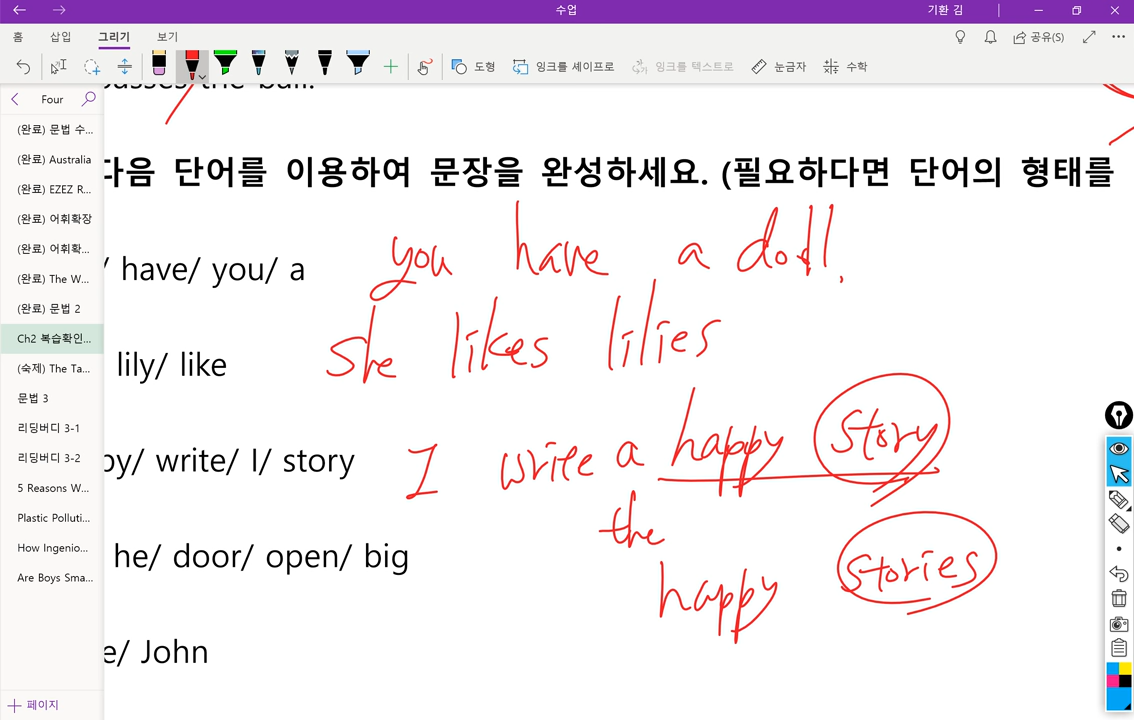 수업
기환 김
홈 삽입 그리기 보기
공유(S)
도형 잉크를 셰이프로 잉크를 텍스트로 눈금자 수학
Four
(완료) 문법 수...
(완료) Australia
(완료) EZEZ R...
(완료) 어휘확장
(완료) 어휘확...
(완료) The W...
(완료) 문법 2
Ch2 복습확인...
(숙제) The Ta...
문법 3
리딩버디 3-1
리딩버디 3-2
5 Reasons W...
Plastic Polluti...
How Ingenio...
Are Boys Sma...
페이지
the ball.
다음 단어를 이용하여 문장을 완성하세요. (필요하다면 단어의 형태를
/ have/ you/ a
you have a doll.
lily/ like
She likes lilies
write/ I/ story
I write a happy story
the
happy stories
he/ door/ open/ big
e/ John